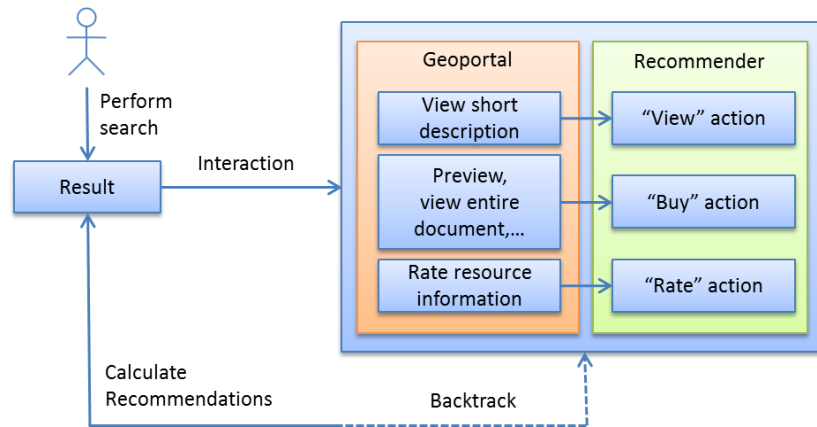 Perform
search
Result
Interaction
Geoportal
View short
description
Preview,
view entire
document,...
Rate resource
information
Recommender
“View” action
“Buy” action
“Rate” action
Calculate
Recommendations
Backtrack